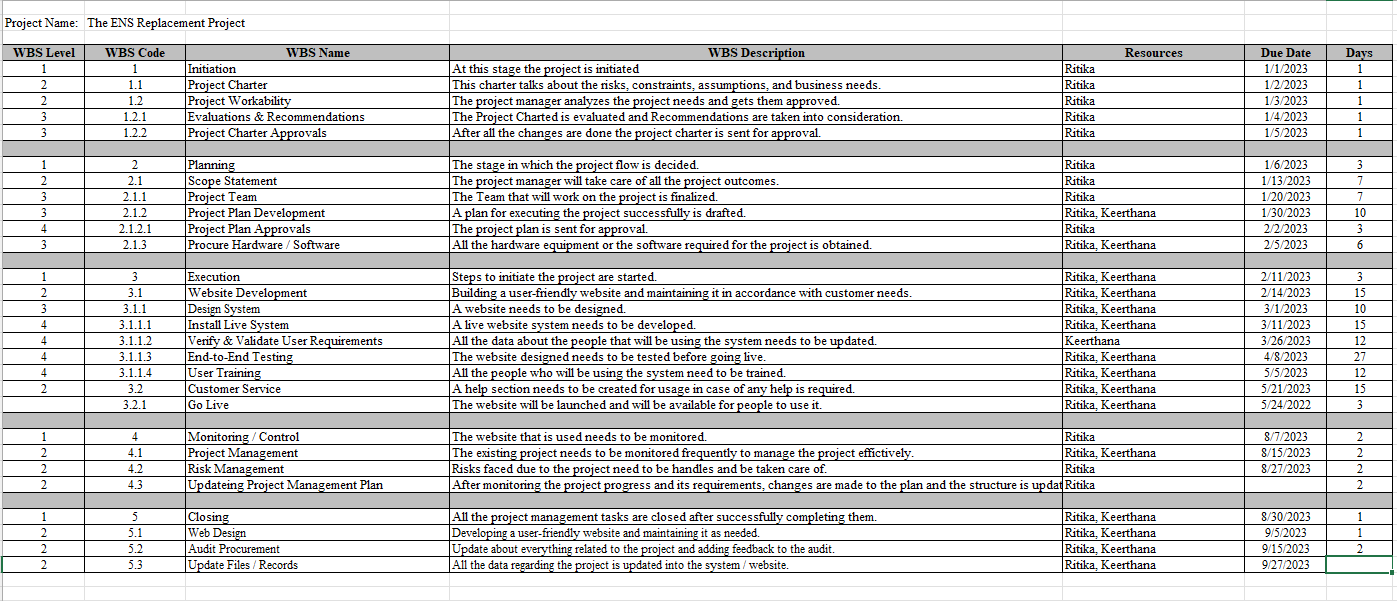 Project Name: The ENS Replacement Project
WBS Level WBS Code WBS Name WBS Description Resources Due Date Days
1 1 Initiation At this stage the project is initiated Ritika 1/1/2023 1
2 1.1 Project Charter This charter talks about the risks, constraints, assumptions, and business needs. Ritika 1/2/2023 1
2 1.2 Project Workability The project manager analyzes the project needs and gets them approved. Ritika 1/3/2023 1
3 1.2.1 Evaluations & Recommendations The Project Charted is evaluated and Recommendations are taken into consideration. Ritika 1/4/2023 1
3 1.2.2 Project Charter Approvals After all the changes are done the project charter is sent for approval. Ritika 1/5/2023 1
1 2 Planning The stage in which the project flow is decided. Ritika 1/6/2023 3
2 2.1 Scope Statement The project manager will take care of all the project outcomes. Ritika 1/13/2023 7
3 2.1.1 Project Team The Team that will work on the project is finalized. Ritika 1/20/2023 7
3 2.1.2 Project Plan Development A plan for executing the project successfully is drafted. Ritika, Keerthana 1/30/2023 10
4 2.1.2.1 Project Plan Approvals The project plan is sent for approval. Ritika 2/2/2023 3
3 2.1.3 Procure Hardware / Software All the hardware equipment or the software required for the project is obtained. Ritika, Keerthana 2/5/2023 6
1 3 Execution Steps to initiate the project are started. Ritika, Keerthana 2/11/2023 3
2 3.1 Website Development Building a user-friendly website and maintaining it in accordance with customer needs. Ritika, Keerthana 2/14/2023 15
3 3.1.1 Design System A website needs to be designed. Ritika, Keerthana 3/1/2023 10
4 3.1.1.1 Install Live System A live website system needs to be developed. Ritika, Keerthana 3/11/2023 15
4 3.1.1.2 Verify & Validate User Requirements All the data about the people that will be using the system needs to be updated. Keerthana 3/26/2023 12
4 3.1.1.3 End-to-End Testing The website designed needs to be tested before going live. Ritika, Keerthana 4/8/2023 27
4 3.1.1.4 User Training All the people who will be using the system need to be trained. Ritika, Keerthana 5/5/2023 12
2 3.2 Customer Service A help section needs to be created for usage in case of any help is required. Ritika, Keerthana 5/21/2023 15
3.2.1 Go Live The website will be launched and will be available for people to use it. Ritika, Keerthana 5/24/2022 3
1 4 Monitoring / Control The website that is used needs to be monitored. Ritika 8/7/2023 2
2 4.1 Project Management The existing project needs to be monitored frequently to manage the project effictively. Ritika, Keerthana 8/15/2023 2
2 4.2 Risk Management Risks faced due to the project need to be handles and be taken care of. Ritika 8/27/2023 2
2 4.3 Updateing Project Management Plan After monitoring the project progress and its requirements, changes are made to the plan and the structure is updat Ritika 2
1 5 Closing All the project management tasks are closed after successfully completing them. Ritika, Keerthana 8/30/2023 1
2 5.1 Web Design Developing a user-friendly website and maintaining it as needed. Ritika, Keerthana 9/5/2023 1
2 5.2 Audit Procurement Update about everything related to the project and adding feedback to the audit. Ritika, Keerthana 9/15/2023 2
2 5.3 Update Files / Records All the data regarding the project is updated into the system / website. Ritika, Keerthana 9/27/2023